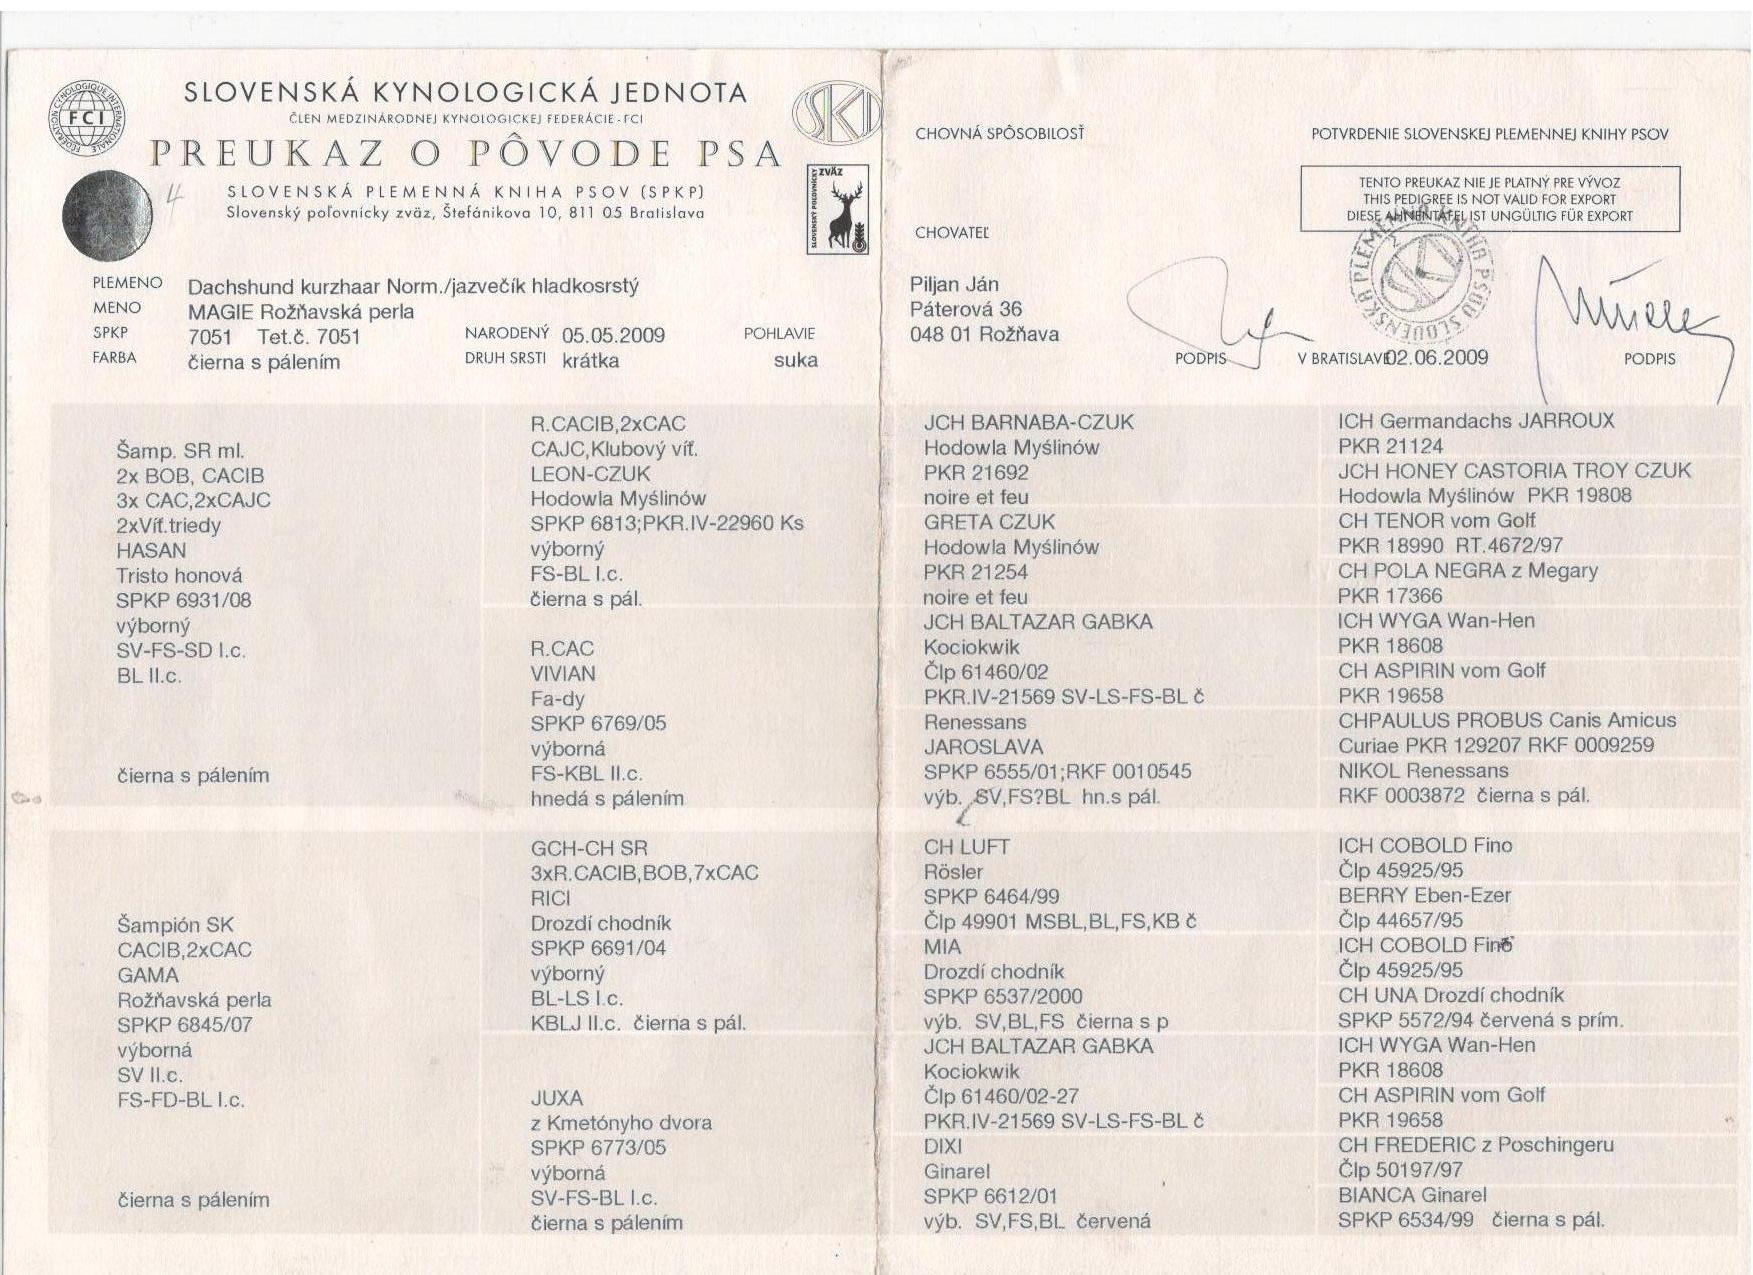 FEDERATION CYNOLOGIQUE INTERNATIONALE
FCI
SLOVENSKÁ KYNOLOGICKÁ JEDNOTA
ČLEN MEDZINÁRODNEJ KYNOLOGICKEJ FEDERÁCIE-FCI
PREUKAZ O PÔVODE PSA
SLOVENSKÁ PLEMENNÁ KNIHA PSOV (SPKP)
Slovenský poľovnícky zväz, Štefánikova 10, 811 05 Bratislava
4
SKJ
SLOVENSKÝ POĽOVNÍCKY ZVÄZ
PLEMENO Dachshund kurzhaar Norm./jazvečík hladkosrstý
MENO MAGIE Rožňavská perla
SPKP 7051 Tet.č. 7051 NARODENÝ 05.05.2009 POHLAVIE
FARBA čierna s pálením DRUH SRSTI krátka suka
CHOVNÁ SPÔSOBILOSŤ
POTVRDENIE SLOVENSKEJ PLEMENNEJ KNIHY PSOV
TENTO PREUKAZ NIE JE PLATNÝ PRE VÝVOZ
THIS PEDIGREE IS NOT VALID FOR EXPORT
DIESE AHNENTAFEL IST UNGÜLTIG FÜR EXPORT
SLOVENSKÁ PLEMENNÁ KNIHA PSOV
SKJ
CHOVATEĽ
Piljan Ján
Páterová 36
048 01 Rožňava
PODPIS V BRATISLAVE 02.06.2009 PODPIS
Šamp. SR ml.
2x BOB, CACIB
3x CAC,2xCAJC
2xVíť.triedy
HASAN
Tristo honová
SPKP 6931/08
výborný
SV-FS-SD I.c.
BL II.c.
čierna s pálením
R.CACIB,2xCAC
CAJC,Klubový víť.
LEON-CZUK
Hodowla Myślinów
SPKP 6813;PKR.IV-22960 Ks
výborný
FS-BL I.c.
čierna s pál.
R.CAC
VIVIAN
Fa-dy
SPKP 6769/05
výborná
FS-KBL II.c.
hnedá s pálením
JCH BARNABA-CZUK
Hodowla Myślinów
PKR 21692
noire et feu
GRETA CZUK
Hodowla Myślinów
PKR 21254
noire et feu
JCH BALTAZAR GABKA
Kociokwik
Člp 61460/02
PKR.IV-21569 SV-LS-FS-BL č
Renessans
JAROSLAVA
SPKP 6555/01;RKF 0010545
výb. SV,FS?BL hn.s pál.
ICH Germandachs JARROUX
PKR 21124
JCH HONEY CASTORIA TROY CZUK
Hodowla Myślinów PKR 19808
CH TENOR vom Golf
PKR 18990 RT.4672/97
CH POLA NEGRA z Megary
PKR 17366
ICH WYGA Wan-Hen
PKR 18608
CH ASPIRIN vom Golf
PKR 19658
CHPAULUS PROBUS Canis Amicus
Curiae PKR 129207 RKF 0009259
NIKOL Renessans
RKF 0003872 čierna s pál.
Šampión SK
CACIB,2xCAC
GAMA
Rožňavská perla
SPKP 6845/07
výborná
SV II.c.
FS-FD-BL I.c.
čierna s pálením
GCH-CH SR
3xR.CACIB,BOB,7xCAC
RICI
Drozdí chodník
SPKP 6691/04
výborný
BL-LS I.c.
KBLJ II.c. čierna s pál.
JUXA
z Kmetónyho dvora
SPKP 6773/05
výborná
SV-FS-BL I.c.
čierna s pálením
CH LUFT
Rösler
SPKP 6464/99
Člp 49901 MSBL,BL,FS,KB č
MIA
Drozdí chodník
SPKP 6537/2000
výb. SV,BL,FS čierna s p
JCH BALTAZAR GABKA
Kociokwik
Člp 61460/02-27
PKR.IV-21569 SV-LS-FS-BL č
DIXI
Ginarel
SPKP 6612/01
výb. SV,FS,BL červená
ICH COBOLD Fino
Člp 45925/95
BERRY Eben-Ezer
Člp 44657/95
ICH COBOLD Fino
Člp 45925/95
CH UNA Drozdí chodník
SPKP 5572/94 červená s prím.
ICH WYGA Wan-Hen
PKR 18608
CH ASPIRIN vom Golf
PKR 19658
CH FREDERIC z Poschingeru
Člp 50197/97
BIANCA Ginarel
SPKP 6534/99 čierna s pál.